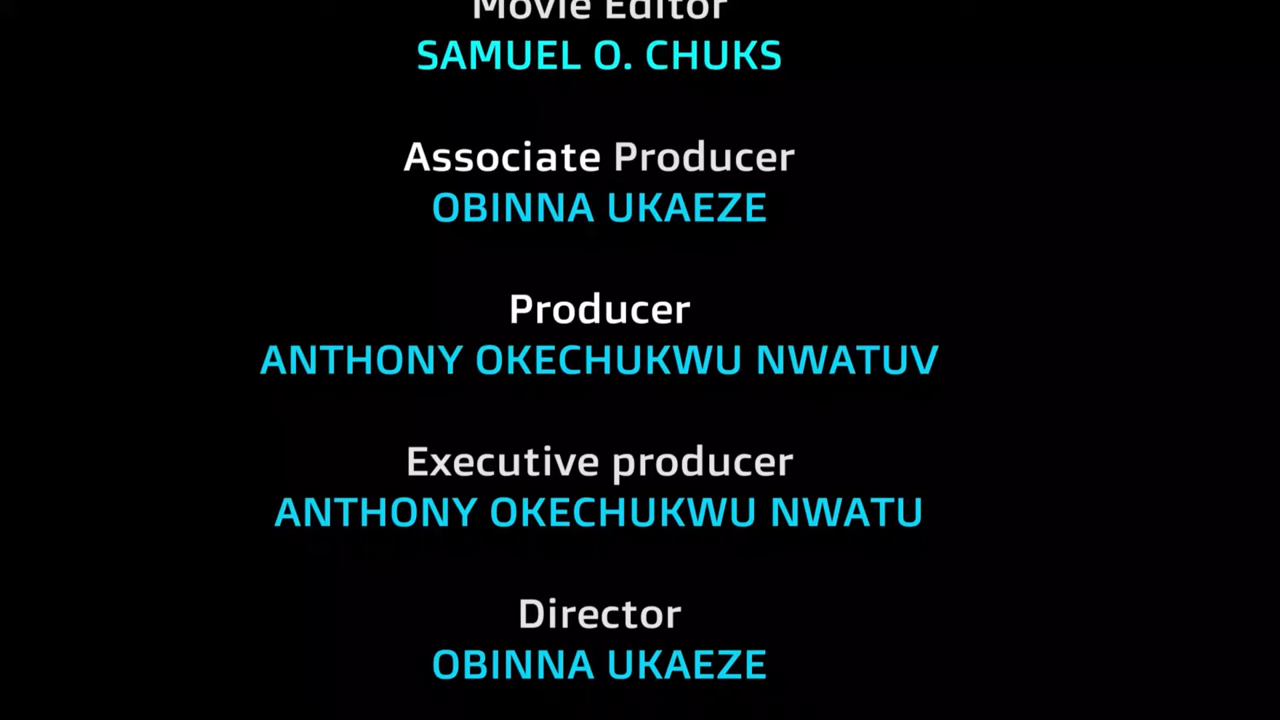 Movie Editor
SAMUEL O. CHUKS
Associate Producer
OBINNA UKAEZE
Producer
ANTHONY OKECHUKWU NWATUV
Executive producer
ANTHONY OKECHUKWU NWATU
Director
OBINNA UKAEZE